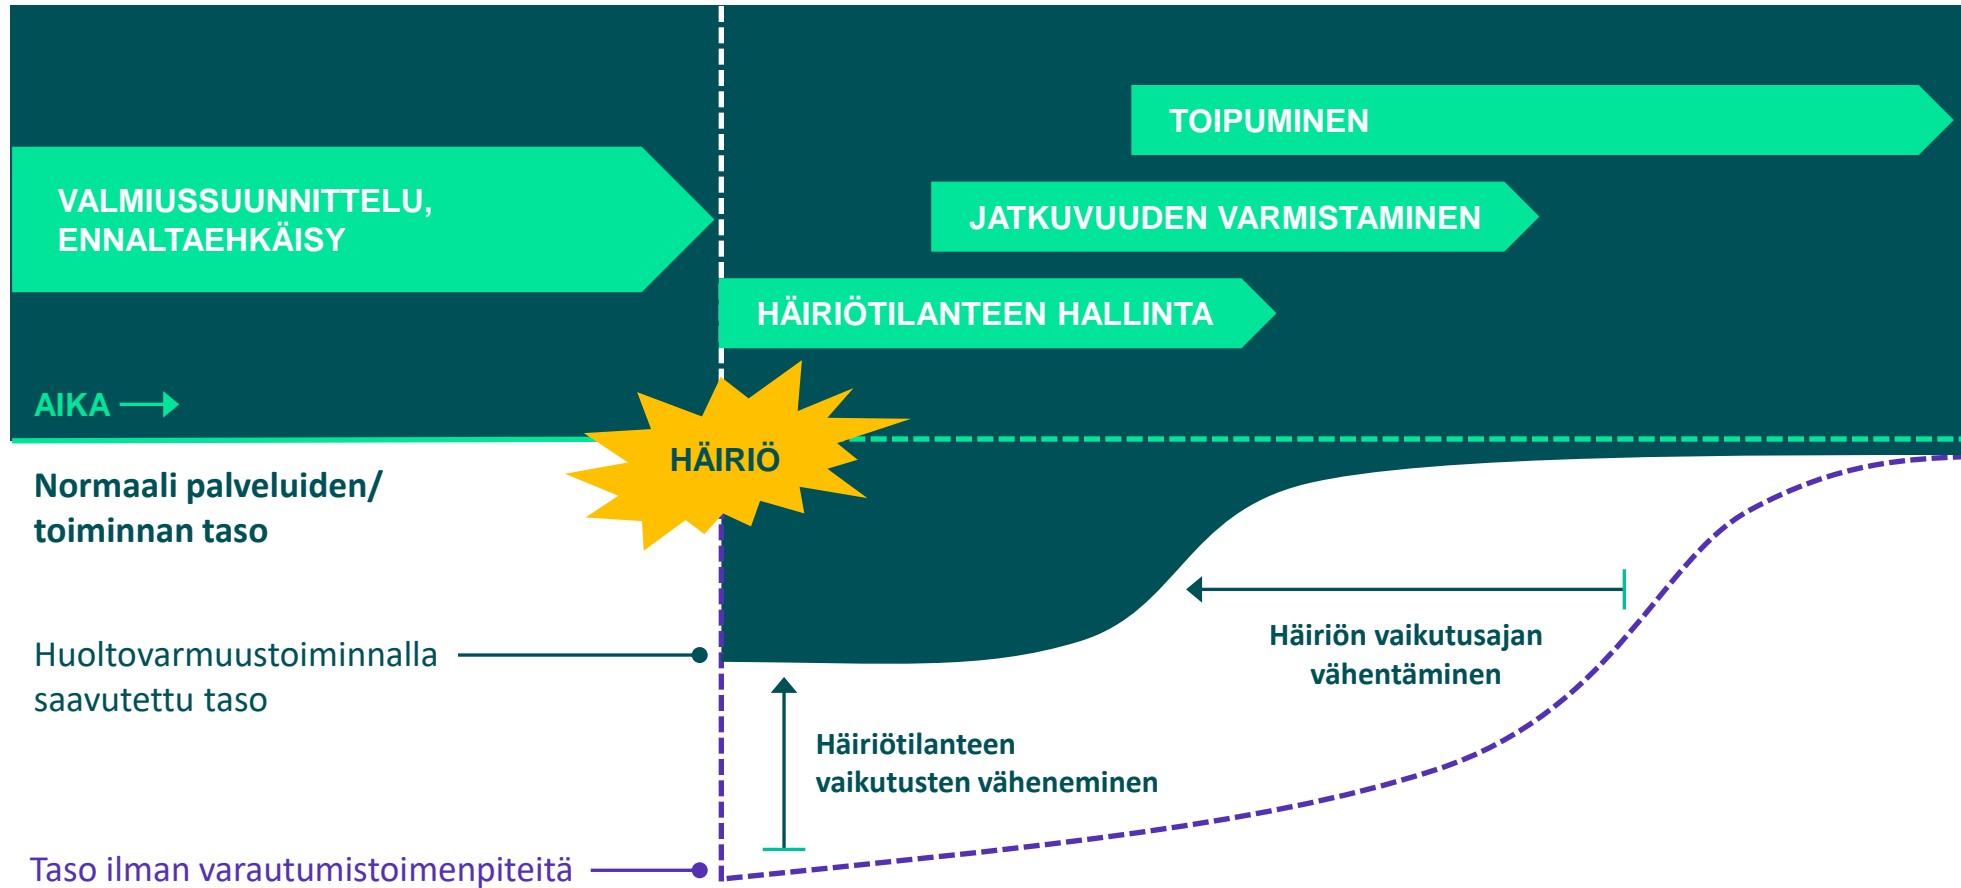 TOIPUMINEN
VALMIUSSUUNNITTELU,
ENNALTAEHKÄISY
JATKUVUUDEN VARMISTAMINEN
HÄIRIÖTILANTEEN HALLINTA
AIKA
HÄIRIÖ
Normaali palveluiden/
toiminnan taso
Huoltovarmuustoiminnalla
saavutettu taso
Häiriön vaikutusajan
vähentäminen
Häiriötilanteen
vaikutusten väheneminen
Taso ilman varautumistoimenpiteitä